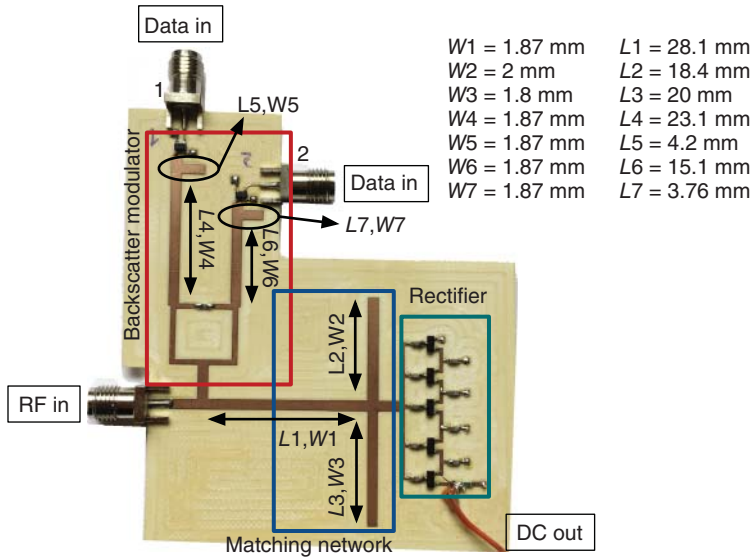 Data in
W1 = 1.87 mm L1 = 28.1 mm
W2 = 2 mm L2 = 18.4 mm
W3 = 1.8 mm L3 = 20 mm
W4 = 1.87 mm L4 = 23.1 mm
W5 = 1.87 mm L5 = 4.2 mm
W6 = 1.87 mm L6 = 15.1 mm
W7 = 1.87 mm L7 = 3.76 mm
1
L5,W5
2
Data in
L7,W7
Backscatter modulator
L4,W4
L6,W6
Rectifier
L2,W2
RF in
L1,W1
L3,W3
DC out
Matching network